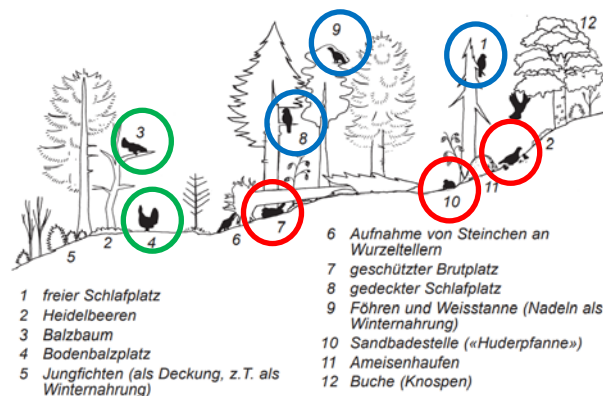 9
1
12
3
8
2
11
10
4
7
6
2
5
1 freier Schlafplatz
2 Heidelbeeren
3 Balzbaum
4 Bodenbalzplatz
5 Jungfichten (als Deckung, z.T. als
Winternahrung)
6 Aufnahme von Steinchen an
Wurzeltellern
7 geschützter Brutplatz
8 gedeckter Schlafplatz
9 Föhren und Weisstanne (Nadeln als
Winternahrung)
10 Sandbadestelle («Huderpfanne»)
11 Ameisenhaufen
12 Buche (Knospen)